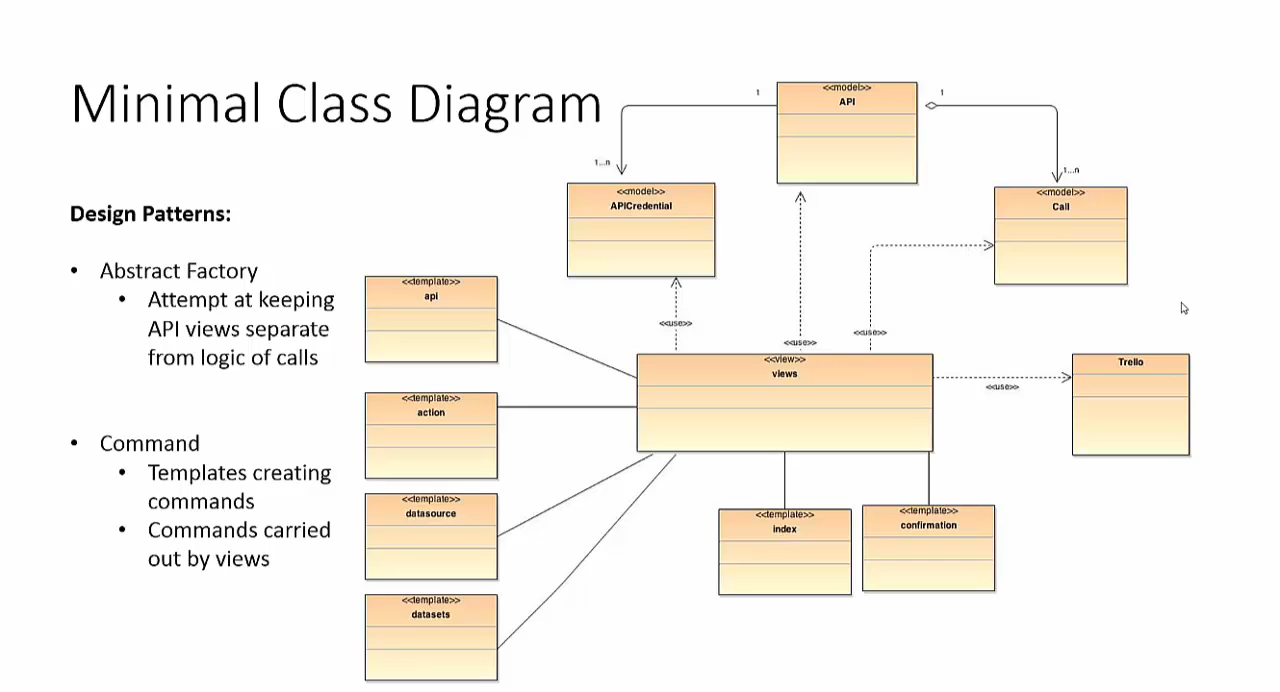 Minimal Class Diagram
Design Patterns:
• Abstract Factory
• Attempt at keeping
API views separate
from logic of calls
• Command
• Templates creating
commands
• Commands carried
out by views
<<model>>
API
1
1
1...n
1...n
<<model>>
APICredential
<<model>>
Call
<<template>>
api
<<use>>
<<use>>
<<use>>
<<view>>
views
<<use>>
Trello
<<template>>
action
<<template>>
datasource
<<template>>
index
<<template>>
confirmation
<<template>>
datasets